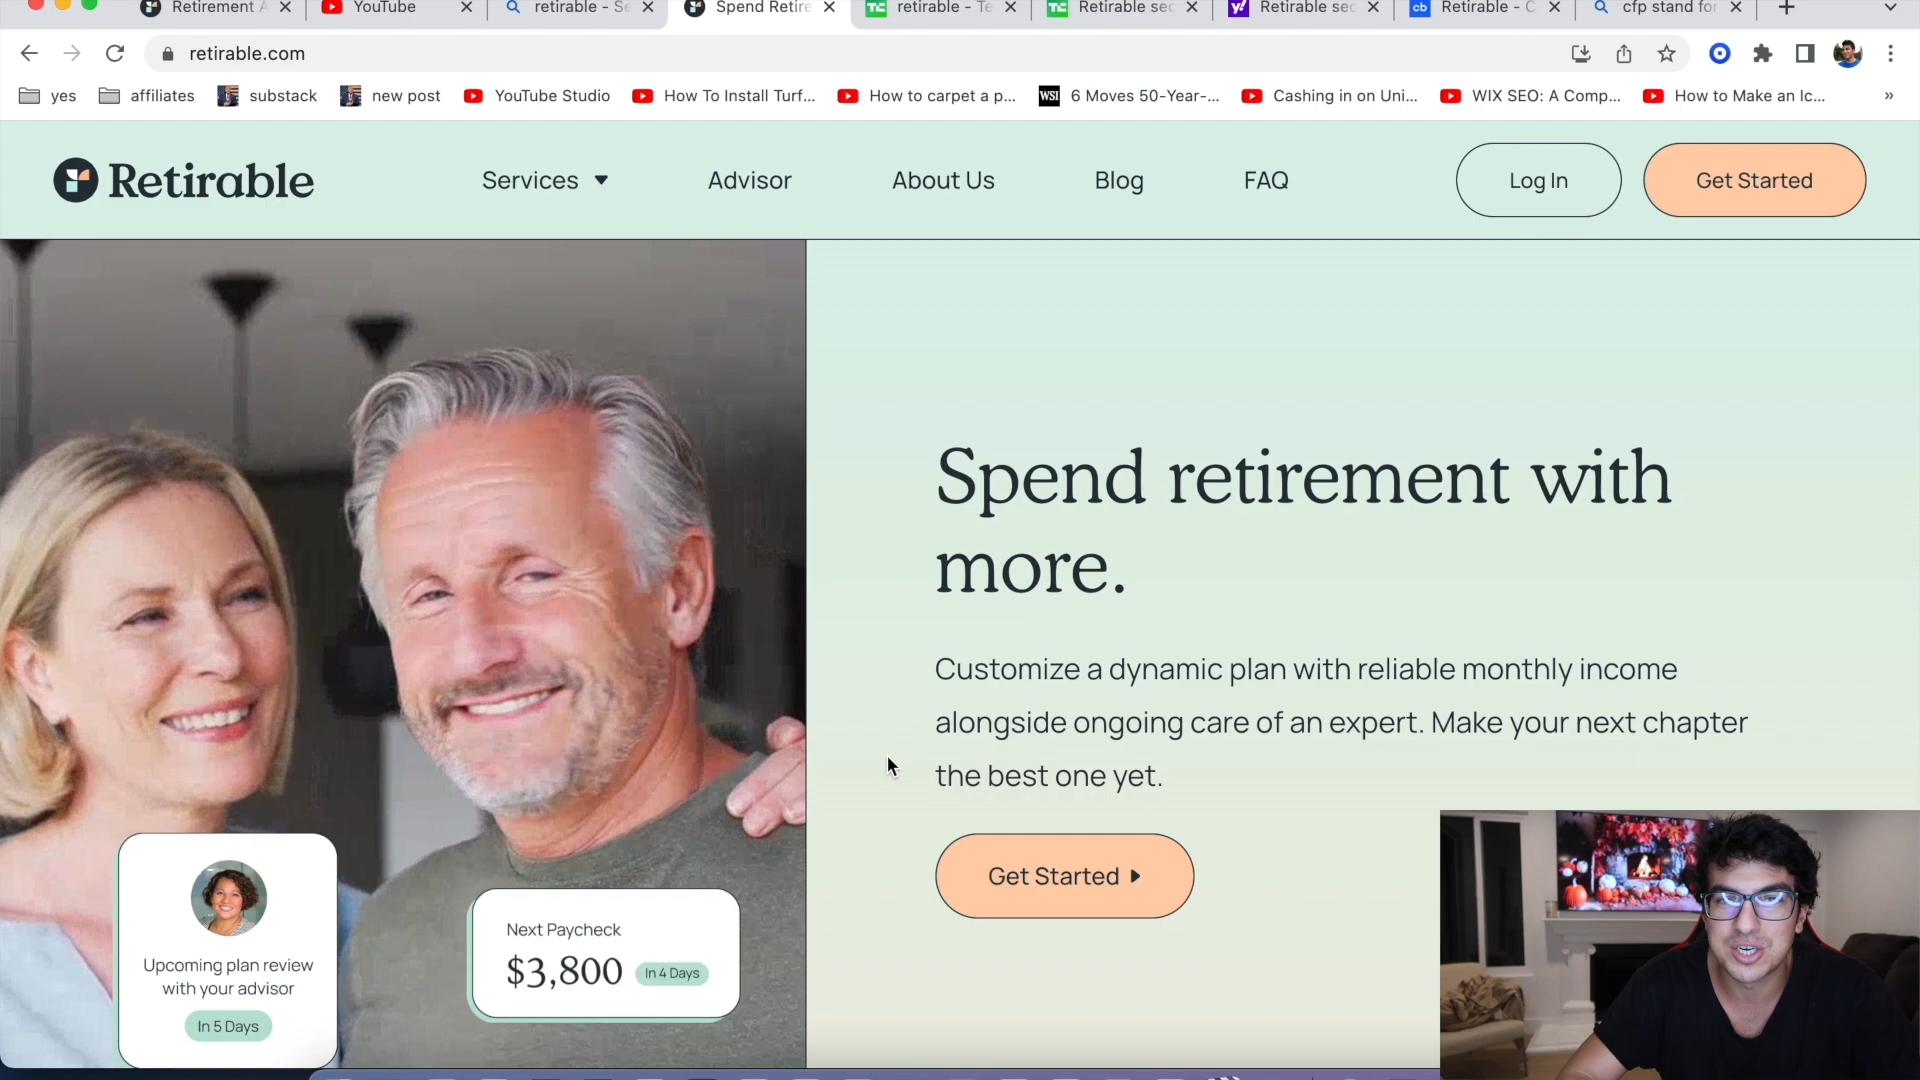 Retirement A
YouTube
retirable - Se
Spend Retire
retirable - Te
Retirable sec
Retirable sec
Retirable - C
cfp stand for
retirable.com
yes
affiliates
substack
new post
YouTube Studio
How To Install Turf...
How to carpet a p...
WSJ
6 Moves 50-Year-...
Cashing in on Uni...
WIX SEO: A Comp...
How to Make an Ic...
»
Retirable
Services
Advisor
About Us
Blog
FAQ
Log In
Get Started
Spend retirement with
more.
Customize a dynamic plan with reliable monthly income
alongside ongoing care of an expert. Make your next chapter
the best one yet.
Get Started
Upcoming plan review
with your advisor
In 5 Days
Next Paycheck
$3,800
In 4 Days